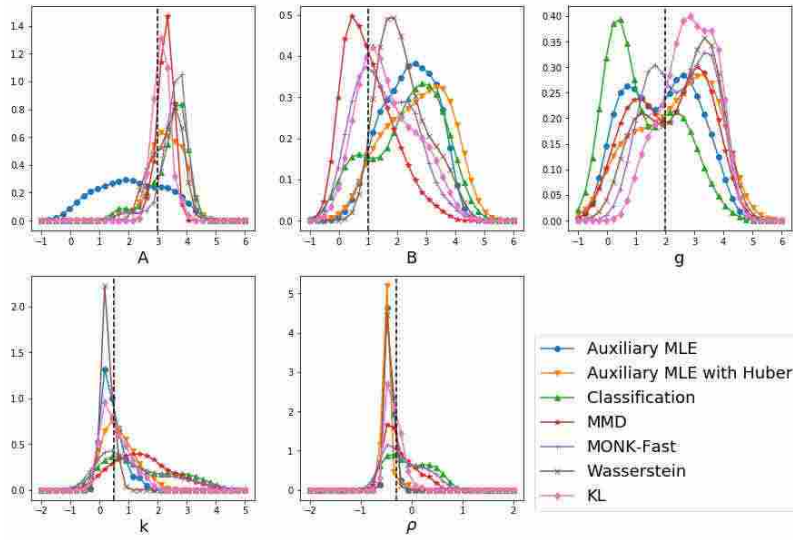 1.4
1.2
1.0
0.8
0.6
0.4
0.2
0.0
−1 0 1 2 3 4 5 6
A
0.5
0.4
0.3
0.2
0.1
0.0
−1 0 1 2 3 4 5 6
B
0.40
0.35
0.30
0.25
0.20
0.15
0.10
0.05
0.00
−1 0 1 2 3 4 5 6
g
2.0
1.5
1.0
0.5
0.0
−2 −1 0 1 2 3 4 5
k
5
4
3
2
1
0
−2 −1 0 1 2
ρ
Auxiliary MLE
Auxiliary MLE with Huber
Classification
MMD
MONK-Fast
Wasserstein
KL